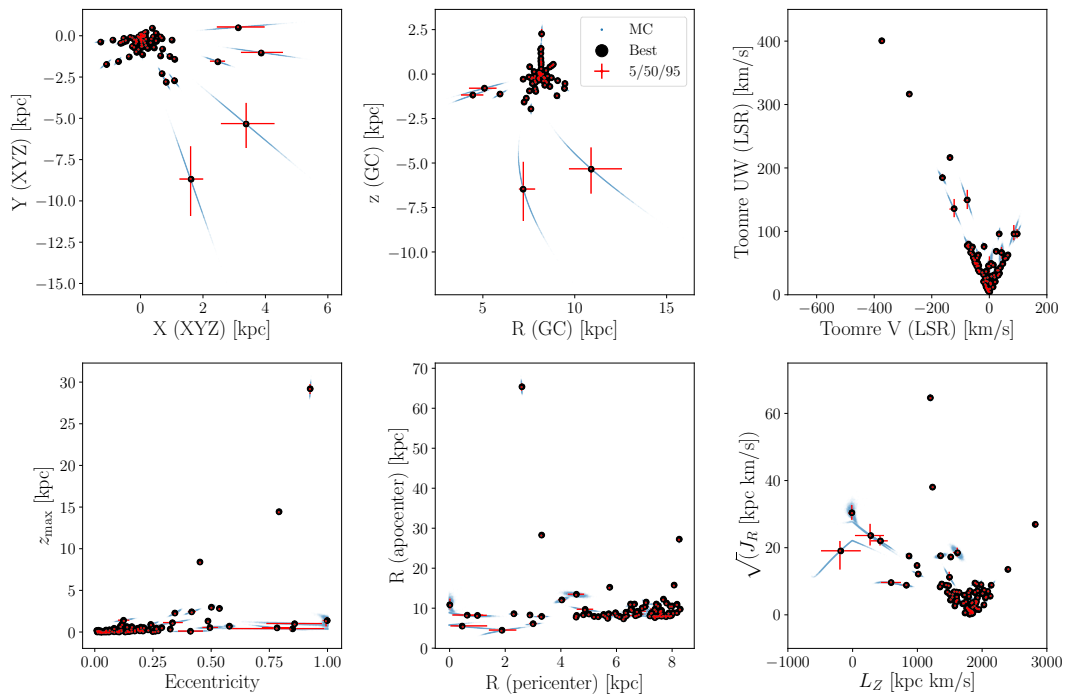 0.0
−2.5
−5.0
−7.5
−10.0
−12.5
−15.0
Y (XYZ) [kpc]
0 2 4 6
X (XYZ) [kpc]
2.5
0.0
−2.5
−5.0
−7.5
−10.0
z (GC) [kpc]
5 10 15
R (GC) [kpc]
MC
Best
5/50/95
400
300
200
100
0
Toomre UW (LSR) [km/s]
−600 −400 −200 0 200
Toomre V (LSR) [km/s]
30
25
20
15
10
5
0
z_max [kpc]
0.00 0.25 0.50 0.75 1.00
Eccentricity
70
60
50
40
30
20
10
0
R (apocenter) [kpc]
0 2 4 6 8
R (pericenter) [kpc]
80
60
40
20
0
√(J_R [kpc km/s])
−1000 0 1000 2000 3000
L_Z [kpc km/s]